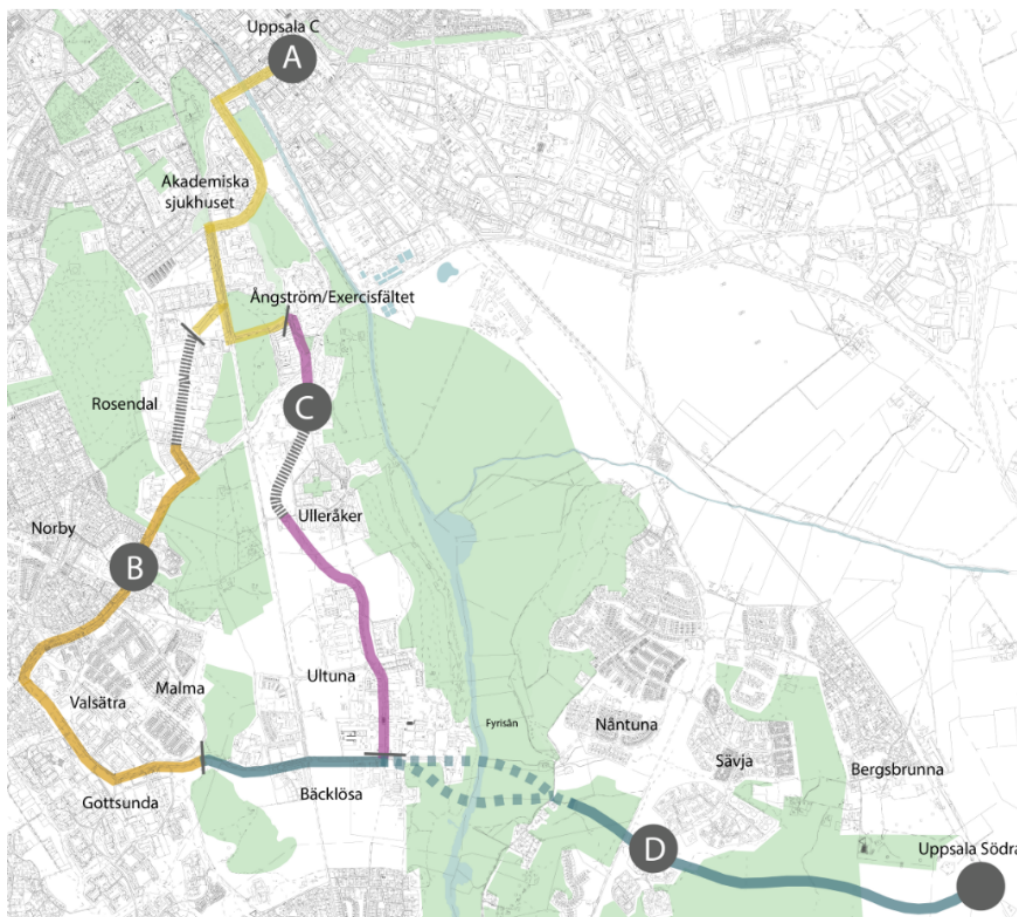 Uppsala C
A
Akademiska
sjukhuset
Ångström/Exercisfältet
Rosendal
C
Ulleråker
Norby
B
Ultuna
Malma
Valsätra
Fyrisån
Nåntuna
Sävja
Bergsbrunna
Bäcklösa
Gottsunda
D
Uppsala Södra